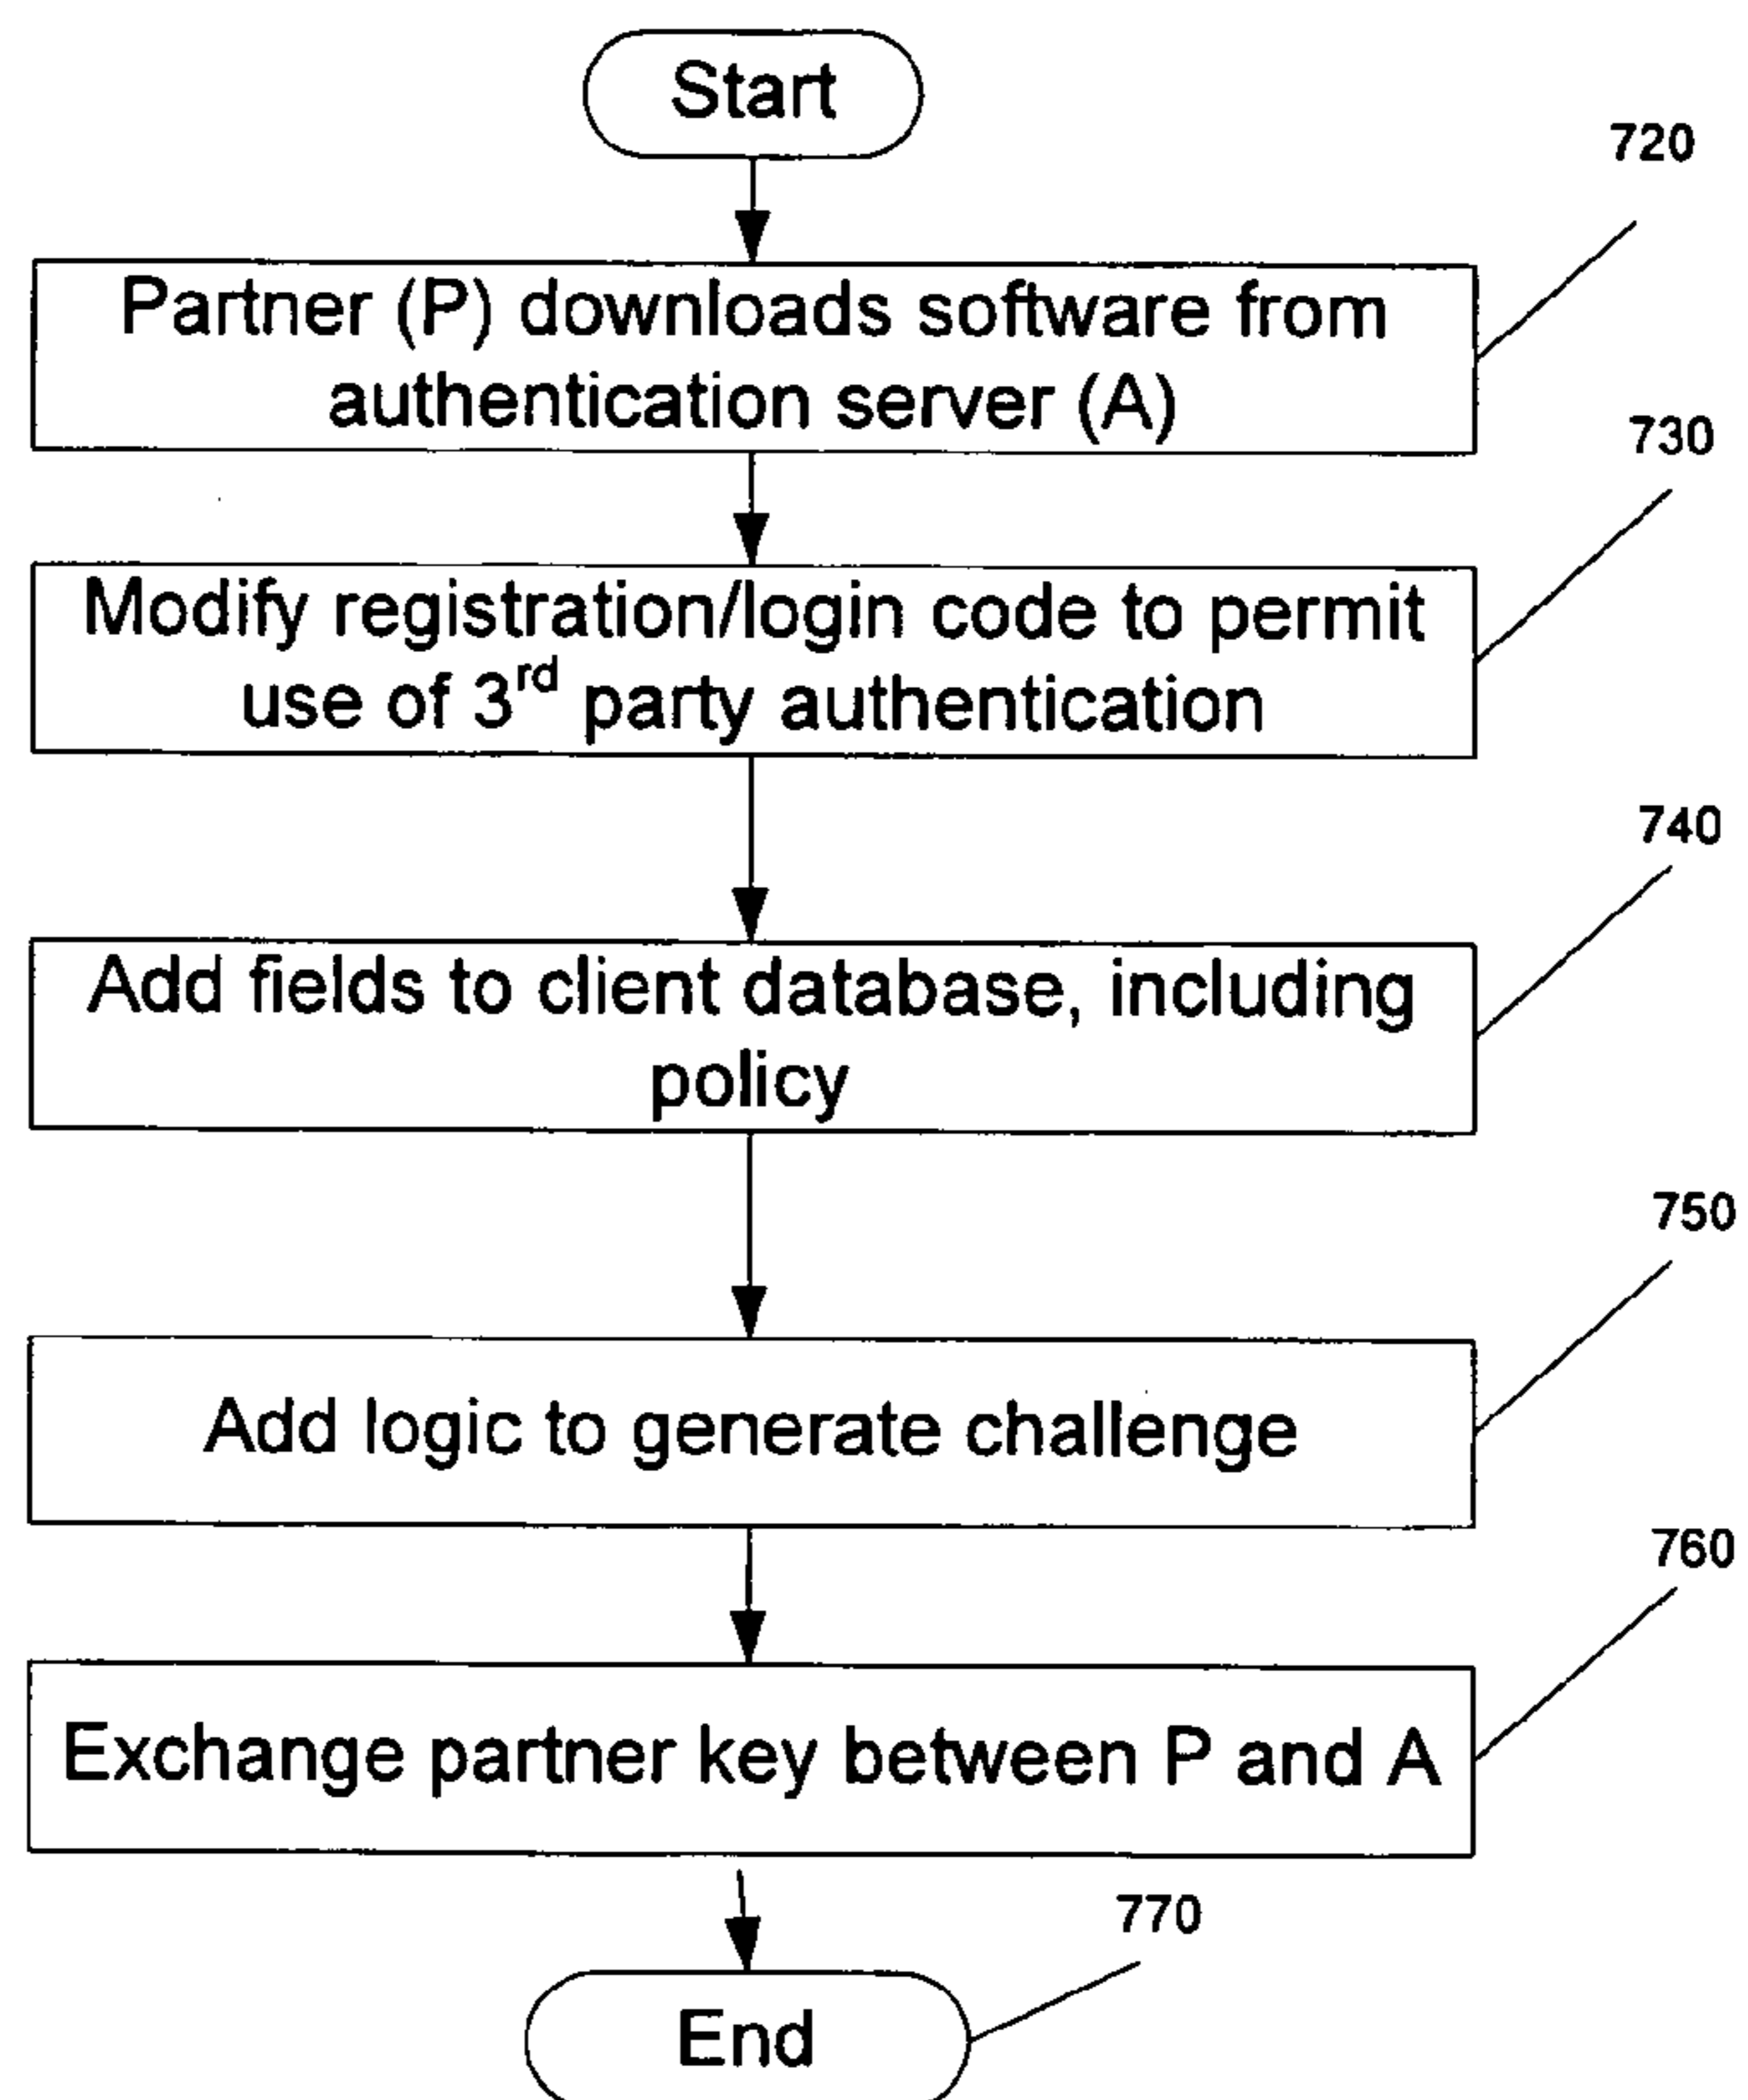 Start
720
Partner (P) downloads software from
authentication server (A)
730
Modify registration/login code to permit
use of 3rd party authentication
740
Add fields to client database, including
policy
750
Add logic to generate challenge
760
Exchange partner key between P and A
770
End